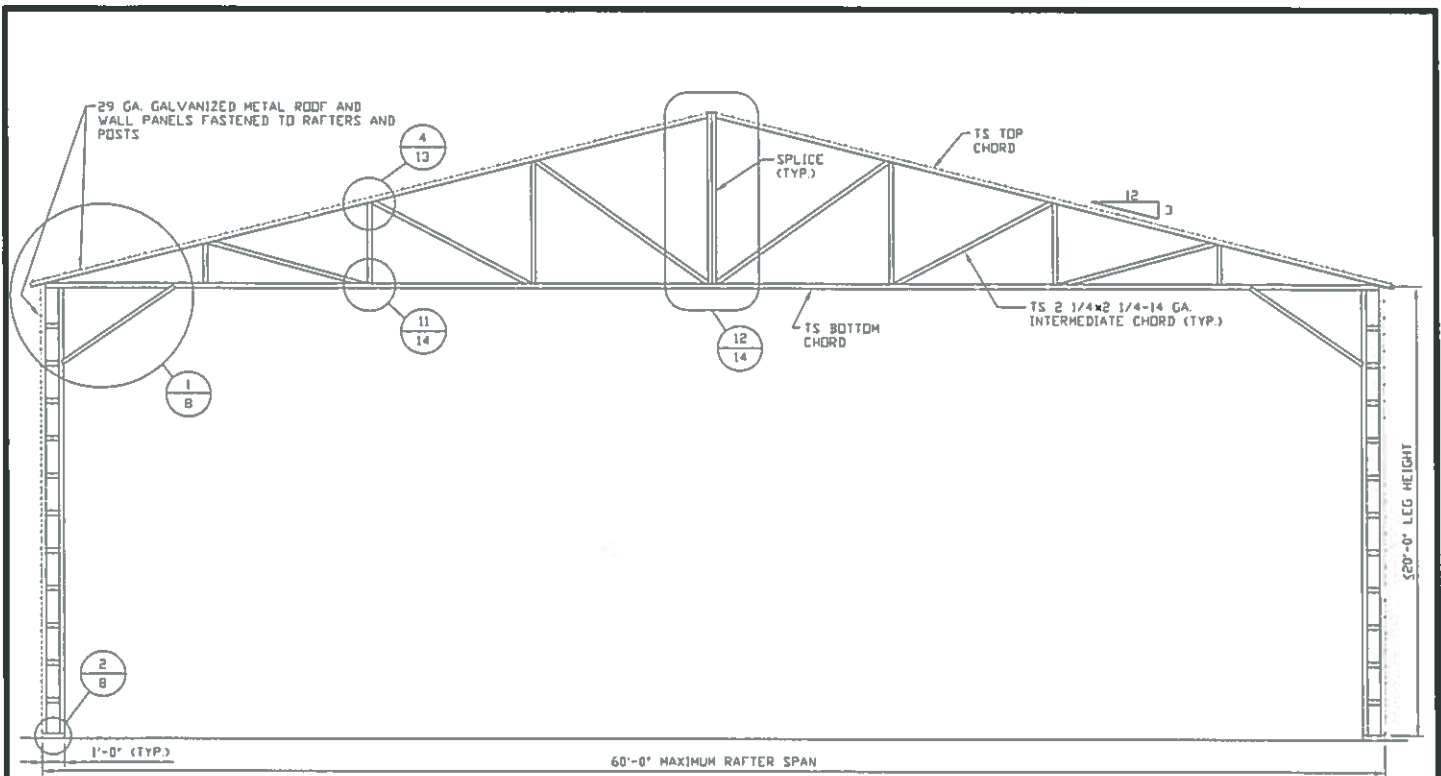 29 GA. GALVANIZED METAL ROOF AND
WALL PANELS FASTENED TO RAFTERS AND
POSTS
4
13
SPLICE
(TYP.)
TS TOP
CHORD
12
3
11
14
12
14
TS BOTTOM
CHORD
TS 2 1/4x2 1/4-14 GA.
INTERMEDIATE CHORD (TYP.)
1
8
≤20'-0" LEG HEIGHT
2
8
1'-0" (TYP.)
60'-0" MAXIMUM RAFTER SPAN